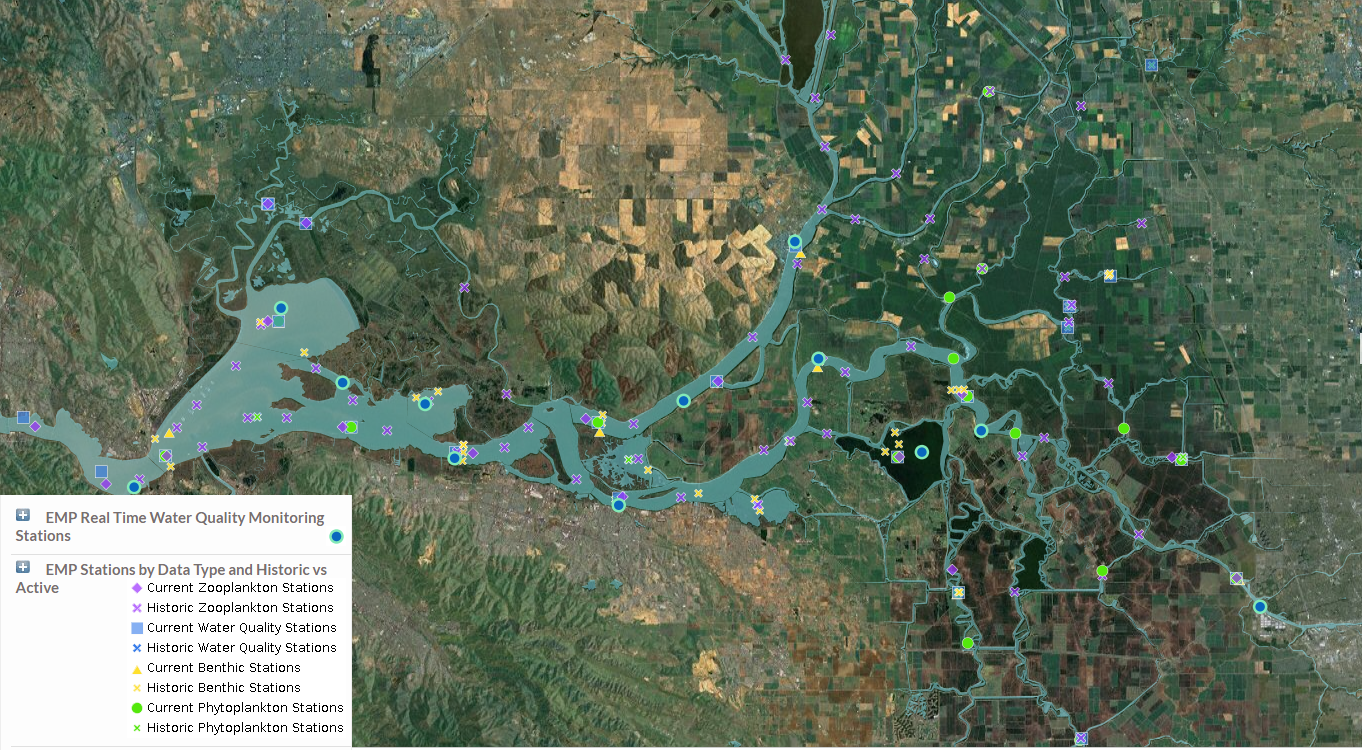 EMP Real Time Water Quality Monitoring
Stations
EMP Stations by Data Type and Historic vs
Active
Current Zooplankton Stations
Historic Zooplankton Stations
Current Water Quality Stations
Historic Water Quality Stations
Current Benthic Stations
Historic Benthic Stations
Current Phytoplankton Stations
Historic Phytoplankton Stations